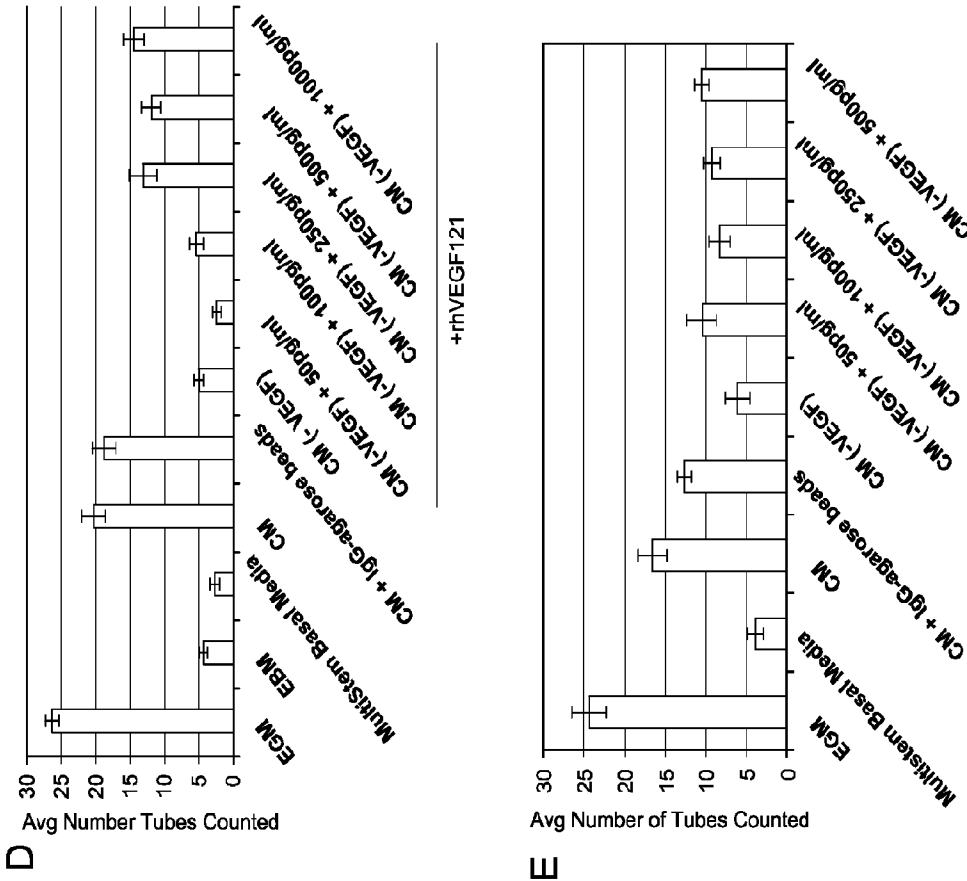 D
Avg Number Tubes Counted
30
25
20
15
10
5
0
EGM
EBM
MultiStem Basal Media
CM
CM + IgG-agarose beads
CM (- VEGF)
CM (-VEGF) + 50pg/ml
CM (-VEGF) + 100pg/ml
CM (-VEGF) + 250pg/ml
CM (-VEGF) + 500pg/ml
CM (-VEGF) + 1000pg/ml
+rhVEGF121
E
Avg Number of Tubes Counted
30
25
20
15
10
5
0
EGM
Multistem Basal Media
CM
CM + IgG-agarose beads
CM (-VEGF)
CM (-VEGF) + 50pg/ml
CM (-VEGF) + 100pg/ml
CM (-VEGF) + 250pg/ml
CM (-VEGF) + 500pg/ml